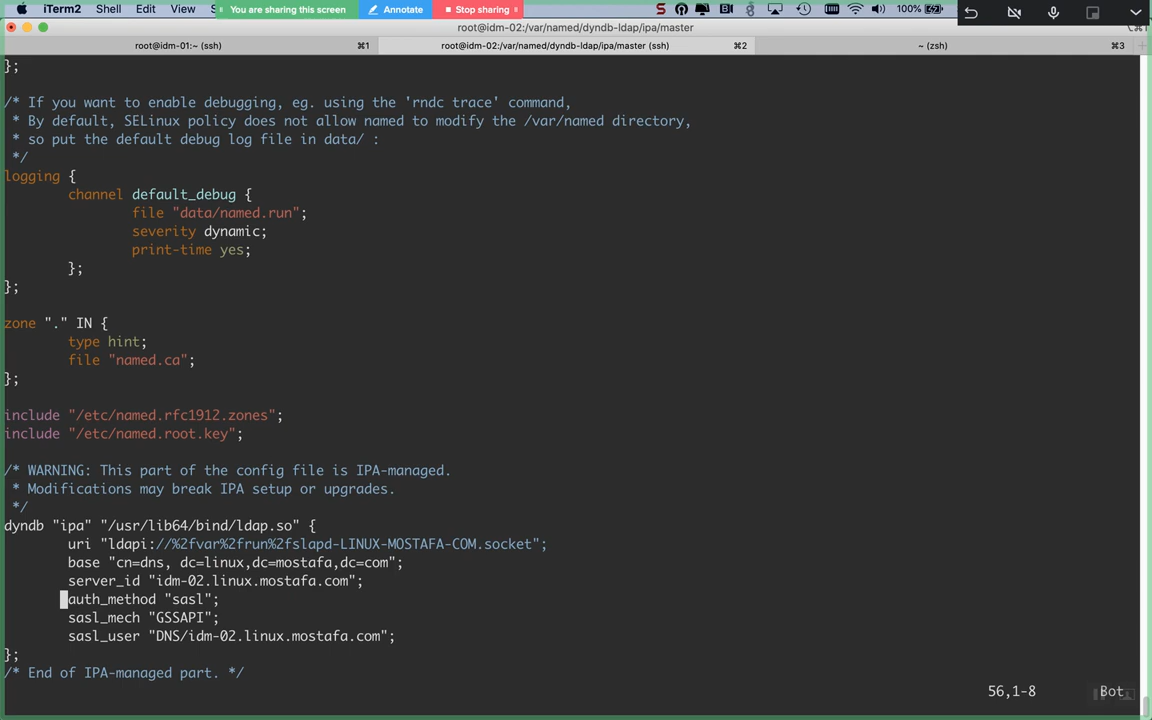 iTerm2 Shell Edit View You are sharing this screen Annotate Stop sharing 100%
root@idm-02:/var/named/dyndb-ldap/ipa/master
root@idm-01:~ (ssh) ⌘1 root@idm-02:/var/named/dyndb-ldap/ipa/master (ssh) ⌘2 ~ (zsh) ⌘3
};
/* If you want to enable debugging, eg. using the 'rndc trace' command,
* By default, SELinux policy does not allow named to modify the /var/named directory,
* so put the default debug log file in data/ :
*/
logging {
channel default_debug {
file "data/named.run";
severity dynamic;
print-time yes;
};
};
zone "." IN {
type hint;
file "named.ca";
};
include "/etc/named.rfc1912.zones";
include "/etc/named.root.key";
/* WARNING: This part of the config file is IPA-managed.
* Modifications may break IPA setup or upgrades.
*/
dyndb "ipa" "/usr/lib64/bind/ldap.so" {
uri "ldapi://%2fvar%2frun%2fslapd-LINUX-MOSTAFA-COM.socket";
base "cn=dns, dc=linux,dc=mostafa,dc=com";
server_id "idm-02.linux.mostafa.com";
auth_method "sasl";
sasl_mech "GSSAPI";
sasl_user "DNS/idm-02.linux.mostafa.com";
};
/* End of IPA-managed part. */
56,1-8 Bot